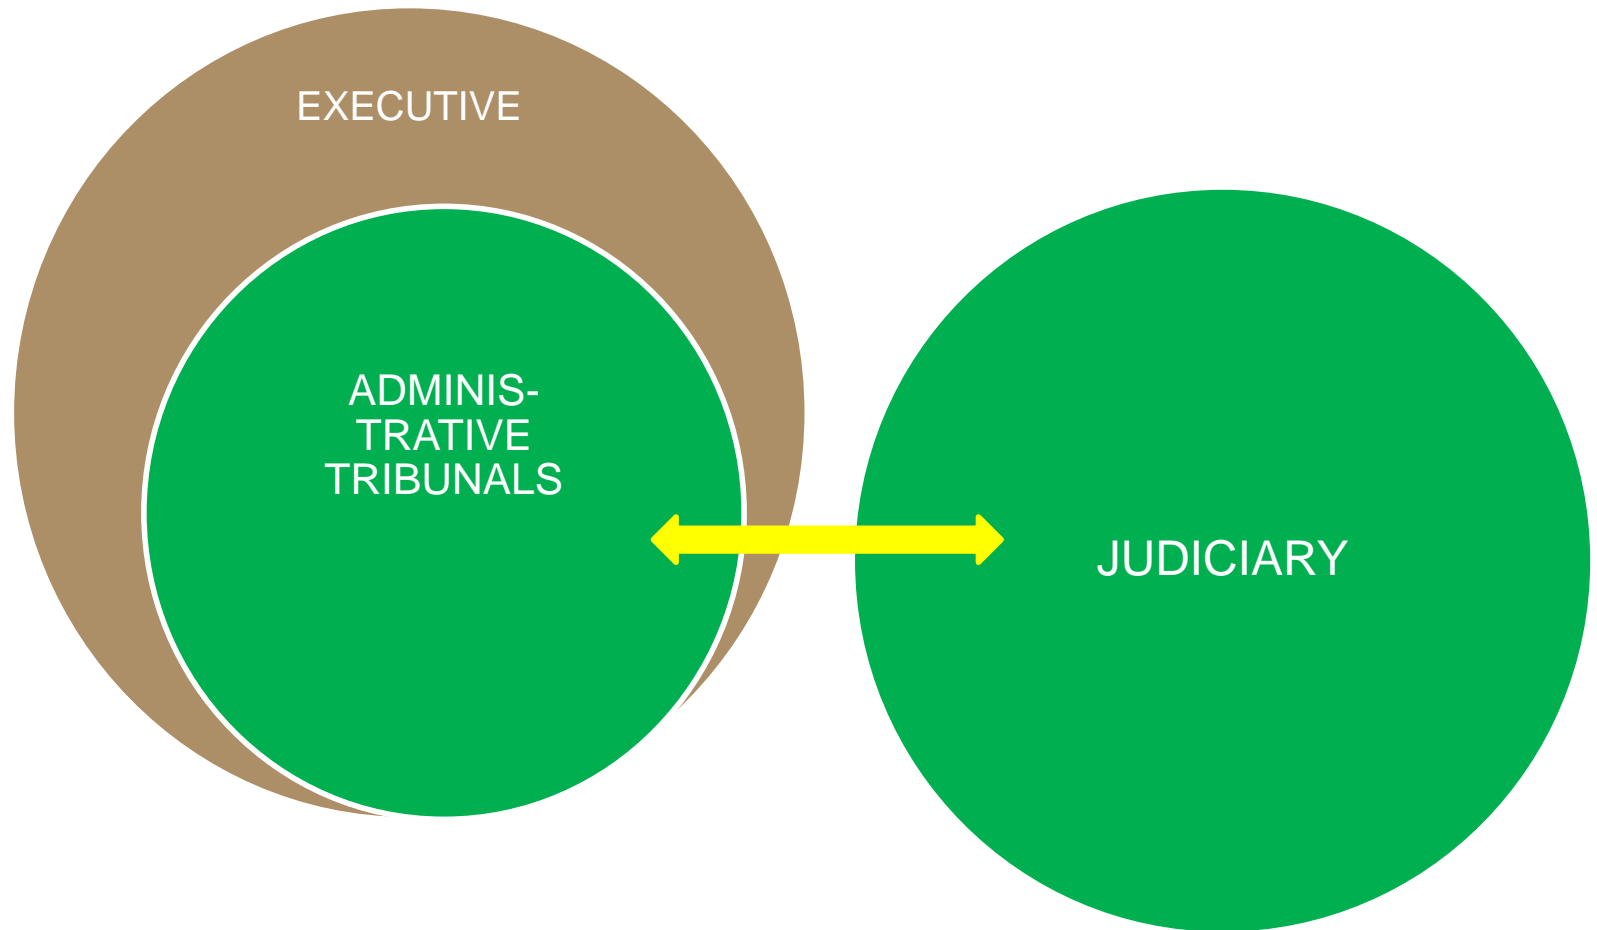 EXECUTIVE
ADMINIS-
TRATIVE
TRIBUNALS
JUDICIARY